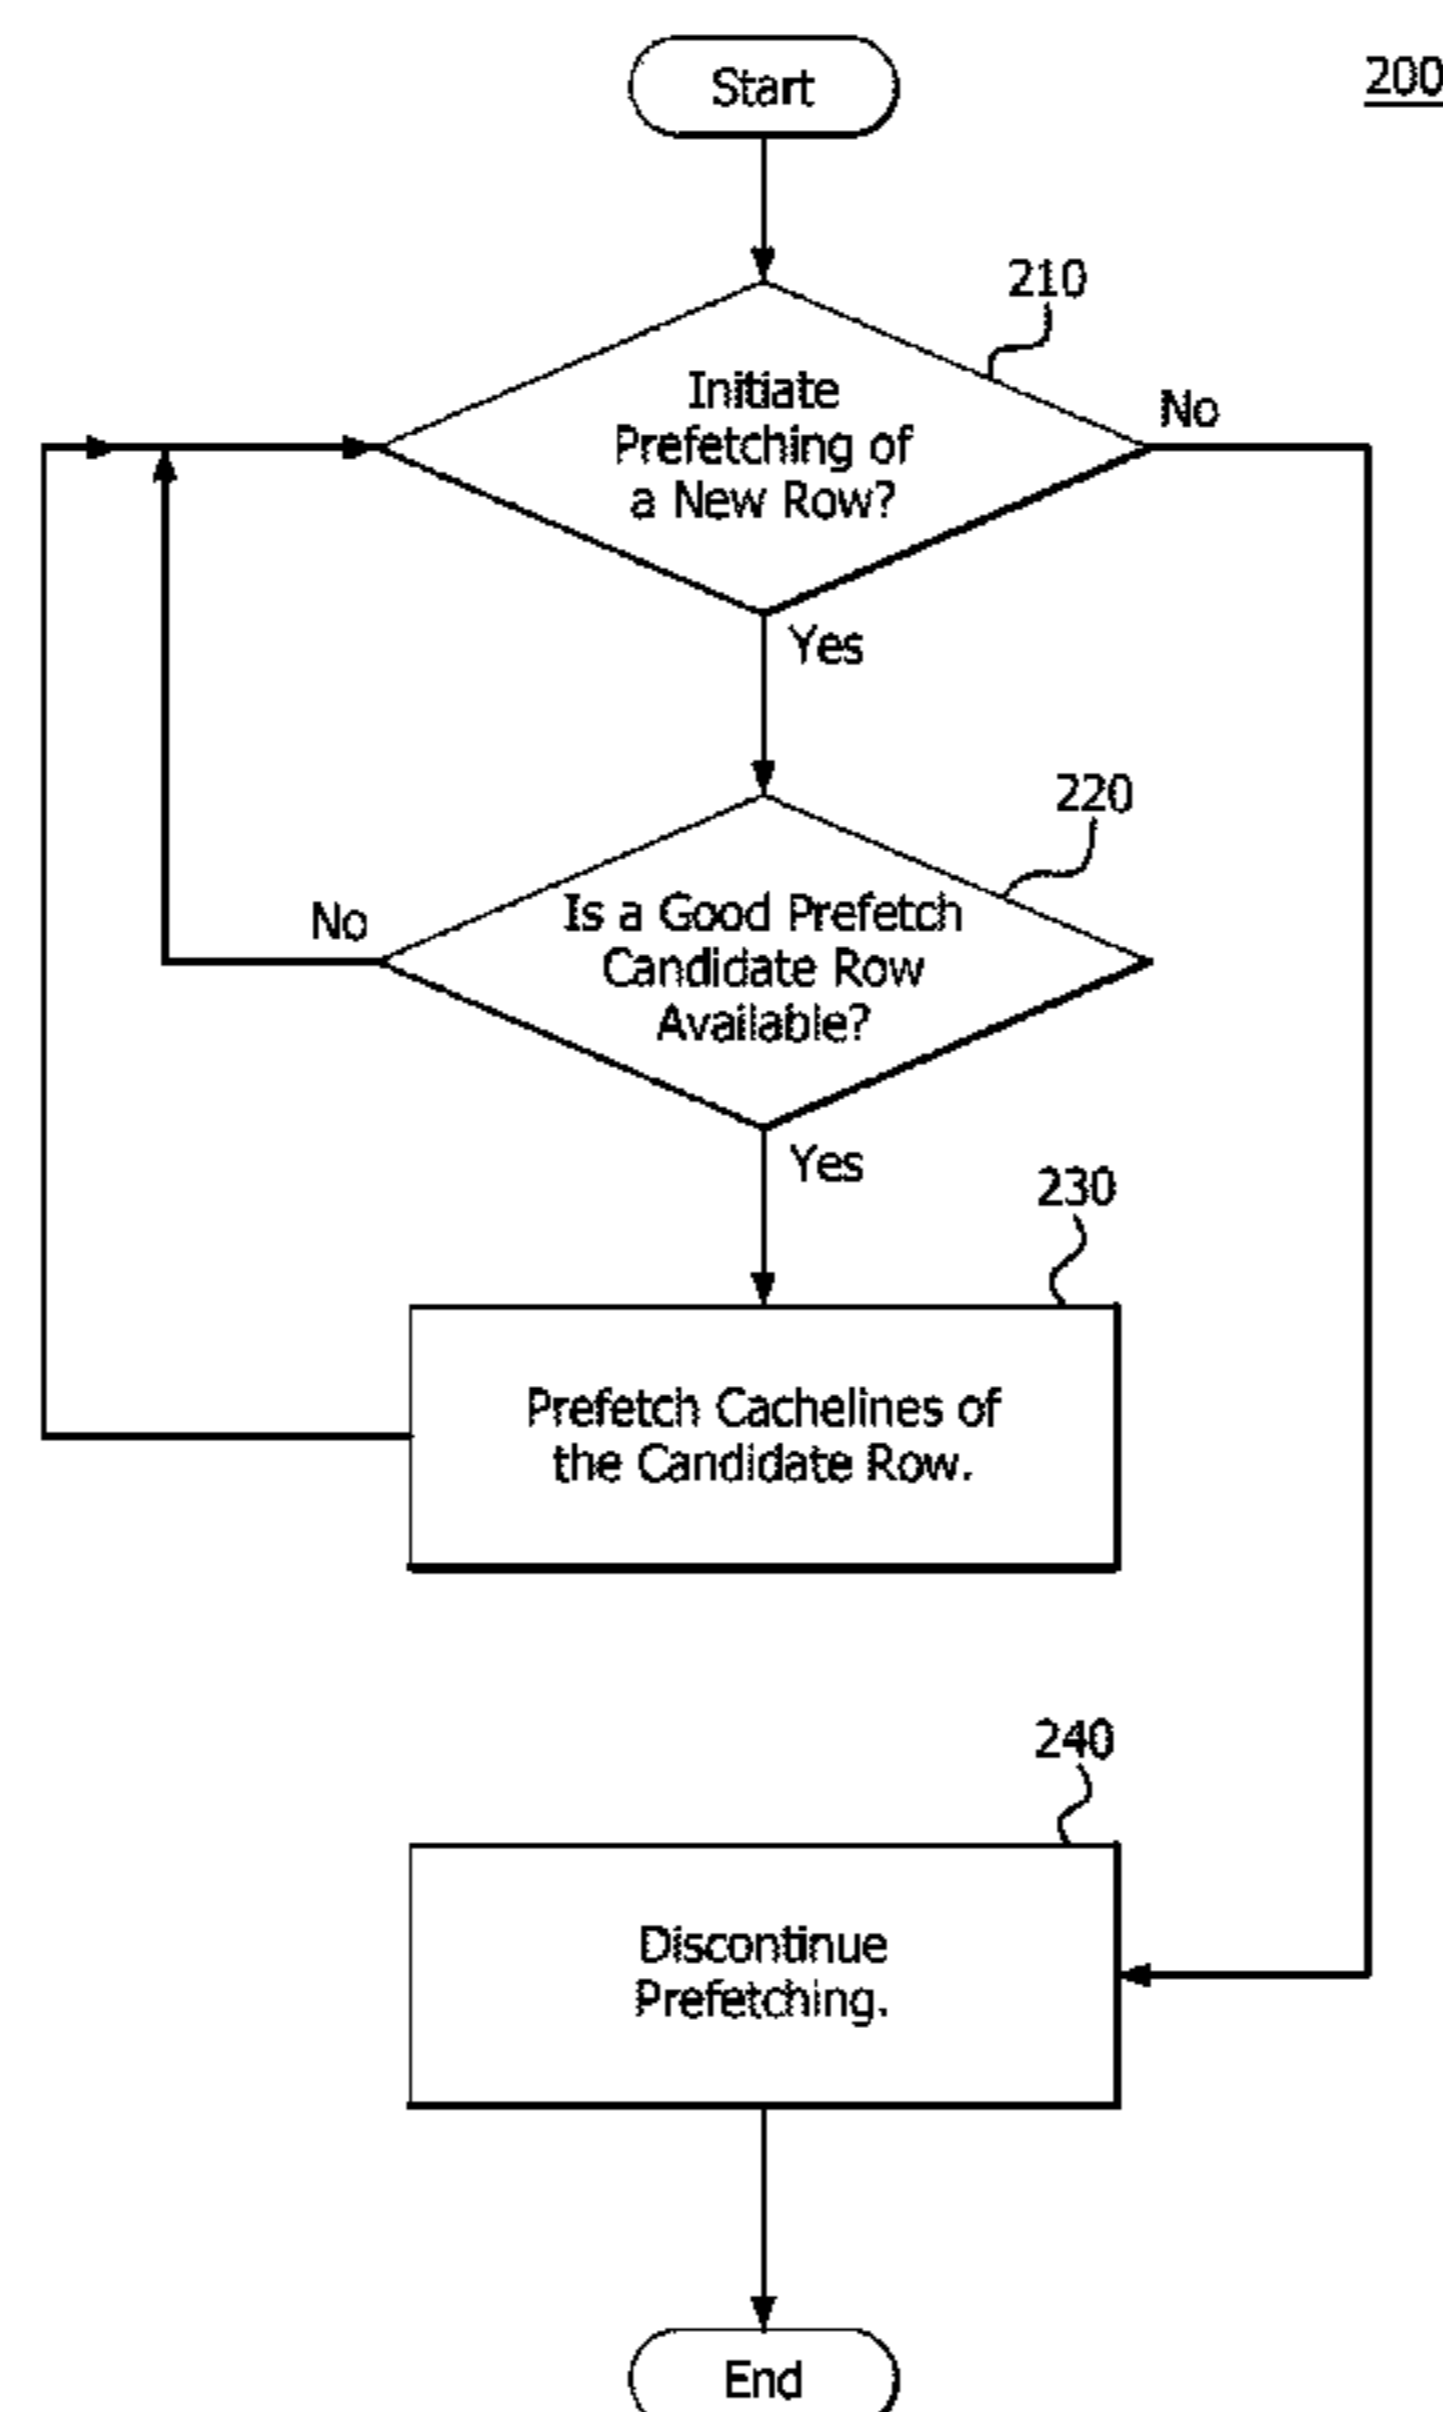 Start
200
210
Initiate
Prefetching of
a New Row?
No
Yes
220
Is a Good Prefetch
Candidate Row
Available?
No
Yes
230
Prefetch Cachelines of
the Candidate Row.
240
Discontinue
Prefetching.
End